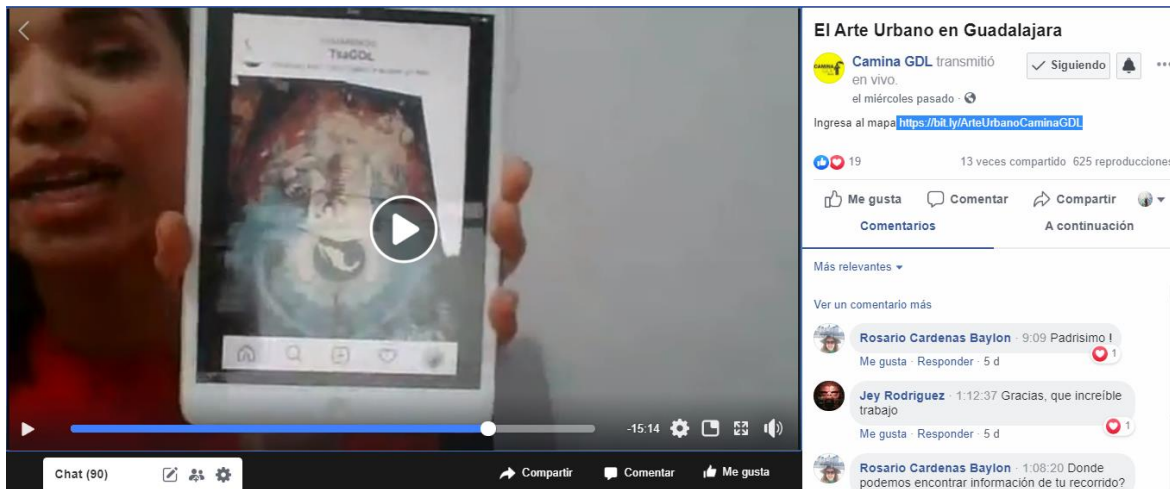 TsaGDL
-15:14
Chat (90)
Compartir
Comentar
Me gusta
El Arte Urbano en Guadalajara
CAMINA
Camina GDL transmitió
en vivo.
el miércoles pasado ·
Siguiendo
Ingresa al mapa https://bit.ly/ArteUrbanoCaminaGDL
19
13 veces compartido 625 reproducciones
Me gusta
Comentar
Compartir
Comentarios
A continuación
Más relevantes
Ver un comentario más
Rosario Cardenas Baylon · 9:09 Padrisimo !
1
Me gusta · Responder · 5 d
Jey Rodriguez · 1:12:37 Gracias, que increíble
trabajo
1
Me gusta · Responder · 5 d
Rosario Cardenas Baylon · 1:08:20 Donde
podemos encontrar información de tu recorrido?